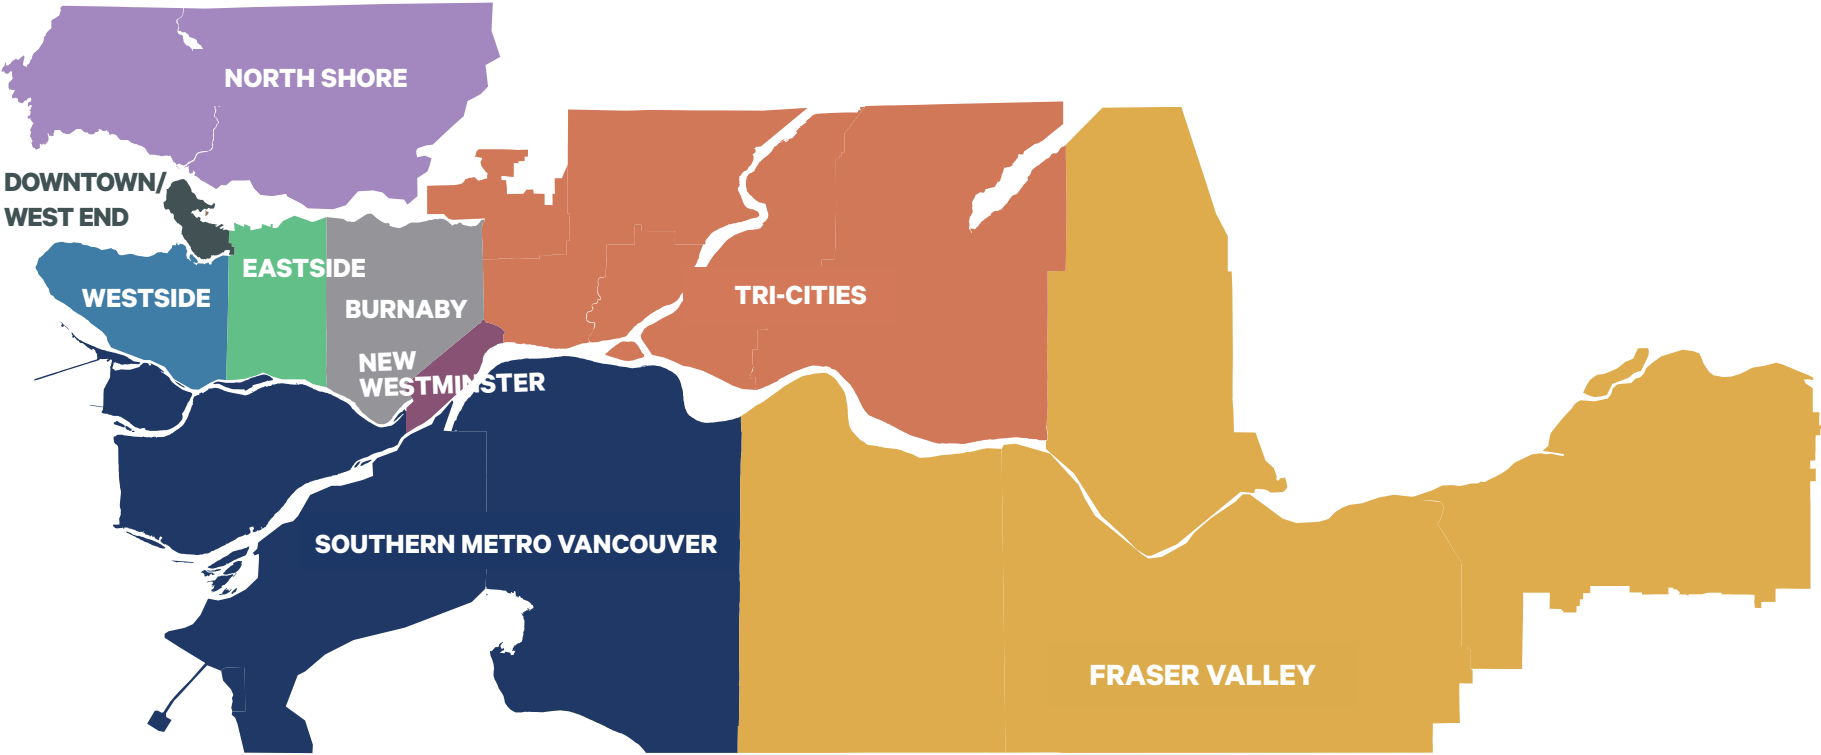 NORTH SHORE
DOWNTOWN/
WEST END
EASTSIDE
WESTSIDE
BURNABY
TRI-CITIES
NEW
WESTMINSTER
SOUTHERN METRO VANCOUVER
FRASER VALLEY